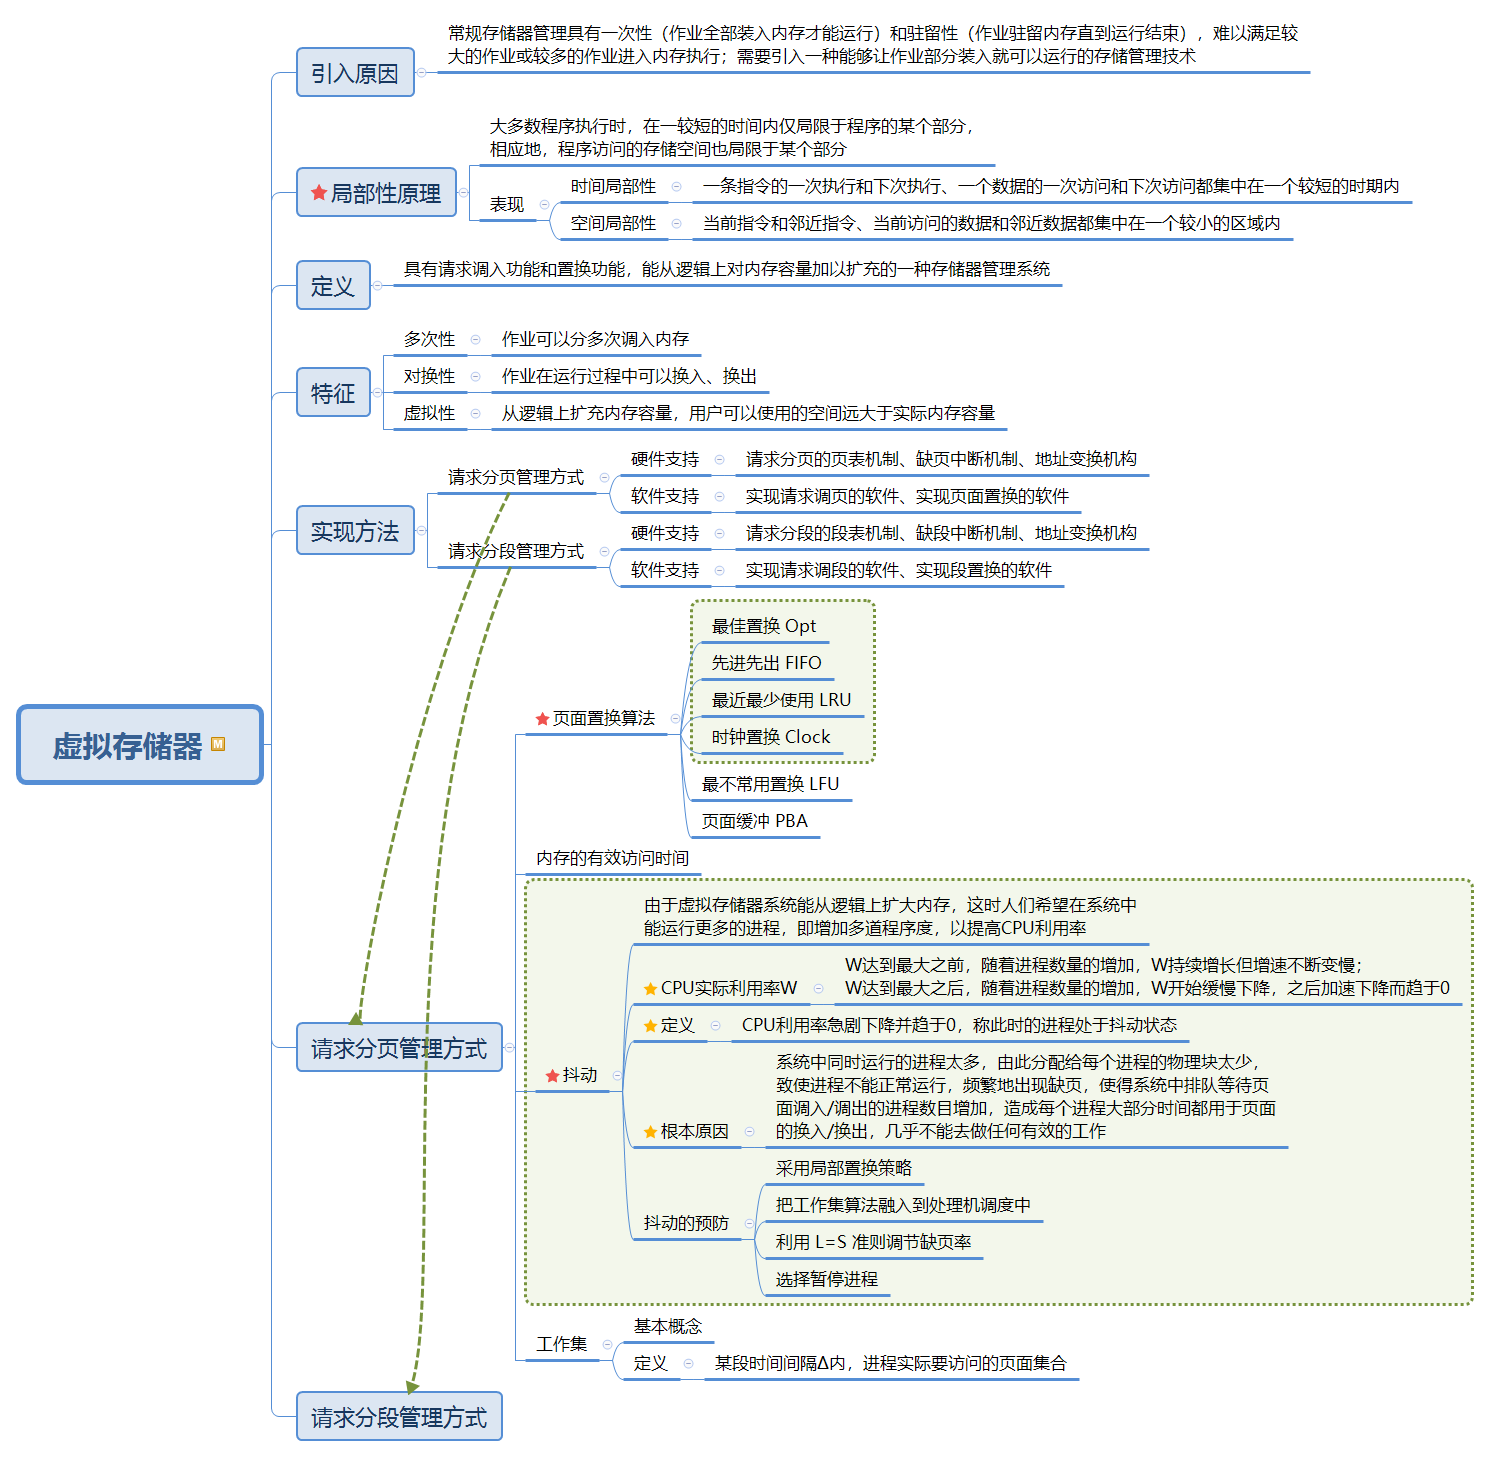 虚拟存储器
M
引入原因
常规存储器管理具有一次性（作业全部装入内存才能运行）和驻留性（作业驻留内存直到运行结束），难以满足较
大的作业或较多的作业进入内存执行；需要引入一种能够让作业部分装入就可以运行的存储管理技术
局部性原理
大多数程序执行时，在一较短的时间内仅局限于程序的某个部分，
相应地，程序访问的存储空间也局限于某个部分
表现
时间局部性
一条指令的一次执行和下次执行、一个数据的一次访问和下次访问都集中在一个较短的时期内
空间局部性
当前指令和邻近指令、当前访问的数据和邻近数据都集中在一个较小的区域内
定义
具有请求调入功能和置换功能，能从逻辑上对内存容量加以扩充的一种存储器管理系统
特征
多次性
作业可以分多次调入内存
对换性
作业在运行过程中可以换入、换出
虚拟性
从逻辑上扩充内存容量，用户可以使用的空间远大于实际内存容量
实现方法
请求分页管理方式
硬件支持
请求分页的页表机制、缺页中断机制、地址变换机构
软件支持
实现请求调页的软件、实现页面置换的软件
请求分段管理方式
硬件支持
请求分段的段表机制、缺段中断机制、地址变换机构
软件支持
实现请求调段的软件、实现段置换的软件
请求分页管理方式
页面置换算法
最佳置换 Opt
先进先出 FIFO
最近最少使用 LRU
时钟置换 Clock
最不常用置换 LFU
页面缓冲 PBA
内存的有效访问时间
抖动
由于虚拟存储器系统能从逻辑上扩大内存，这时人们希望在系统中
能运行更多的进程，即增加多道程序度，以提高CPU利用率
CPU实际利用率W
W达到最大之前，随着进程数量的增加，W持续增长但增速不断变慢；
W达到最大之后，随着进程数量的增加，W开始缓慢下降，之后加速下降而趋于0
定义
CPU利用率急剧下降并趋于0，称此时的进程处于抖动状态
根本原因
系统中同时运行的进程太多，由此分配给每个进程的物理块太少，
致使进程不能正常运行，频繁地出现缺页，使得系统中排队等待页
面调入/调出的进程数目增加，造成每个进程大部分时间都用于页面
的换入/换出，几乎不能去做任何有效的工作
抖动的预防
采用局部置换策略
把工作集算法融入到处理机调度中
利用 L=S 准则调节缺页率
选择暂停进程
工作集
基本概念
定义
某段时间间隔Δ内，进程实际要访问的页面集合
请求分段管理方式